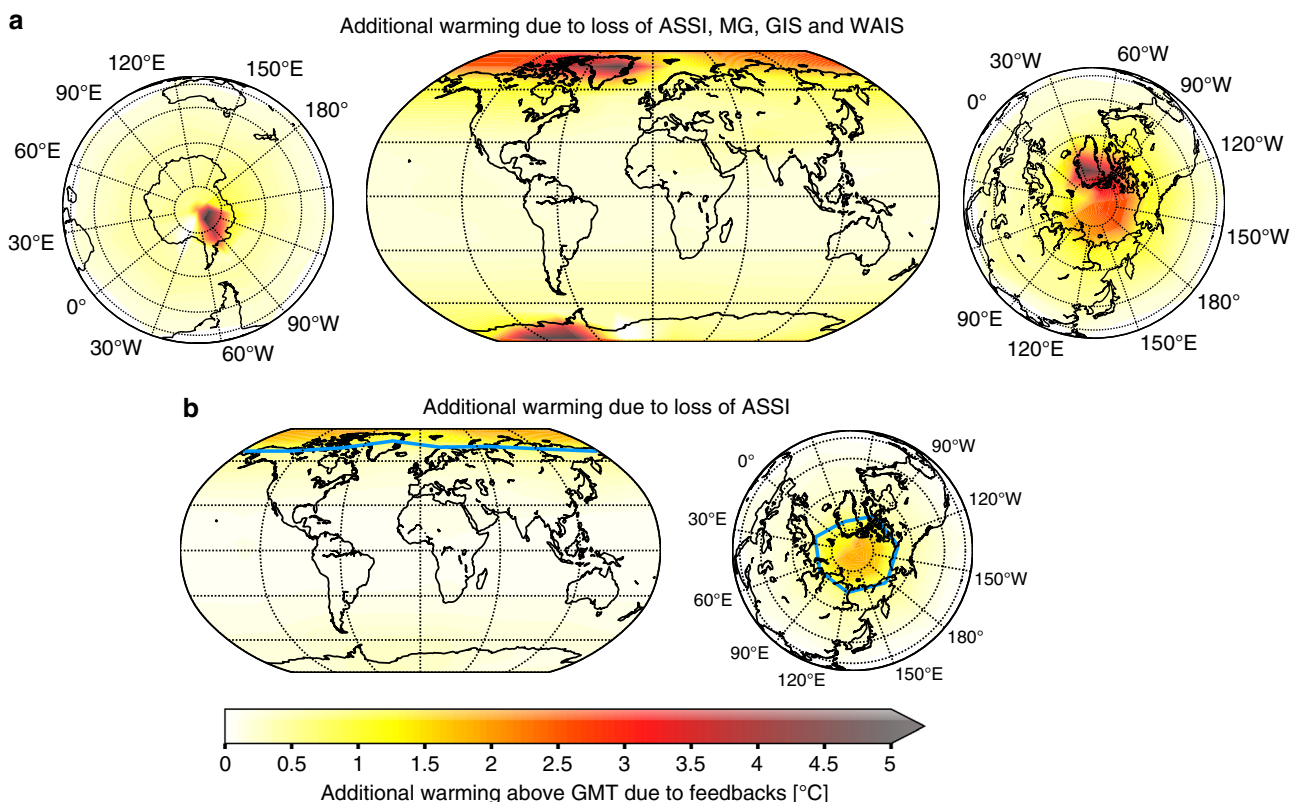 a
Additional warming due to loss of ASSI, MG, GIS and WAIS
120°E
150°E
90°E
180°
60°E
30°E
0°
90°W
30°W
60°W
60°W
30°W
90°W
0°
120°W
150°W
180°
90°E
120°E
150°E
b
Additional warming due to loss of ASSI
90°W
0°
120°W
30°E
150°W
60°E
180°
90°E
120°E
150°E
0 0.5 1 1.5 2 2.5 3 3.5 4 4.5 5
Additional warming above GMT due to feedbacks [°C]